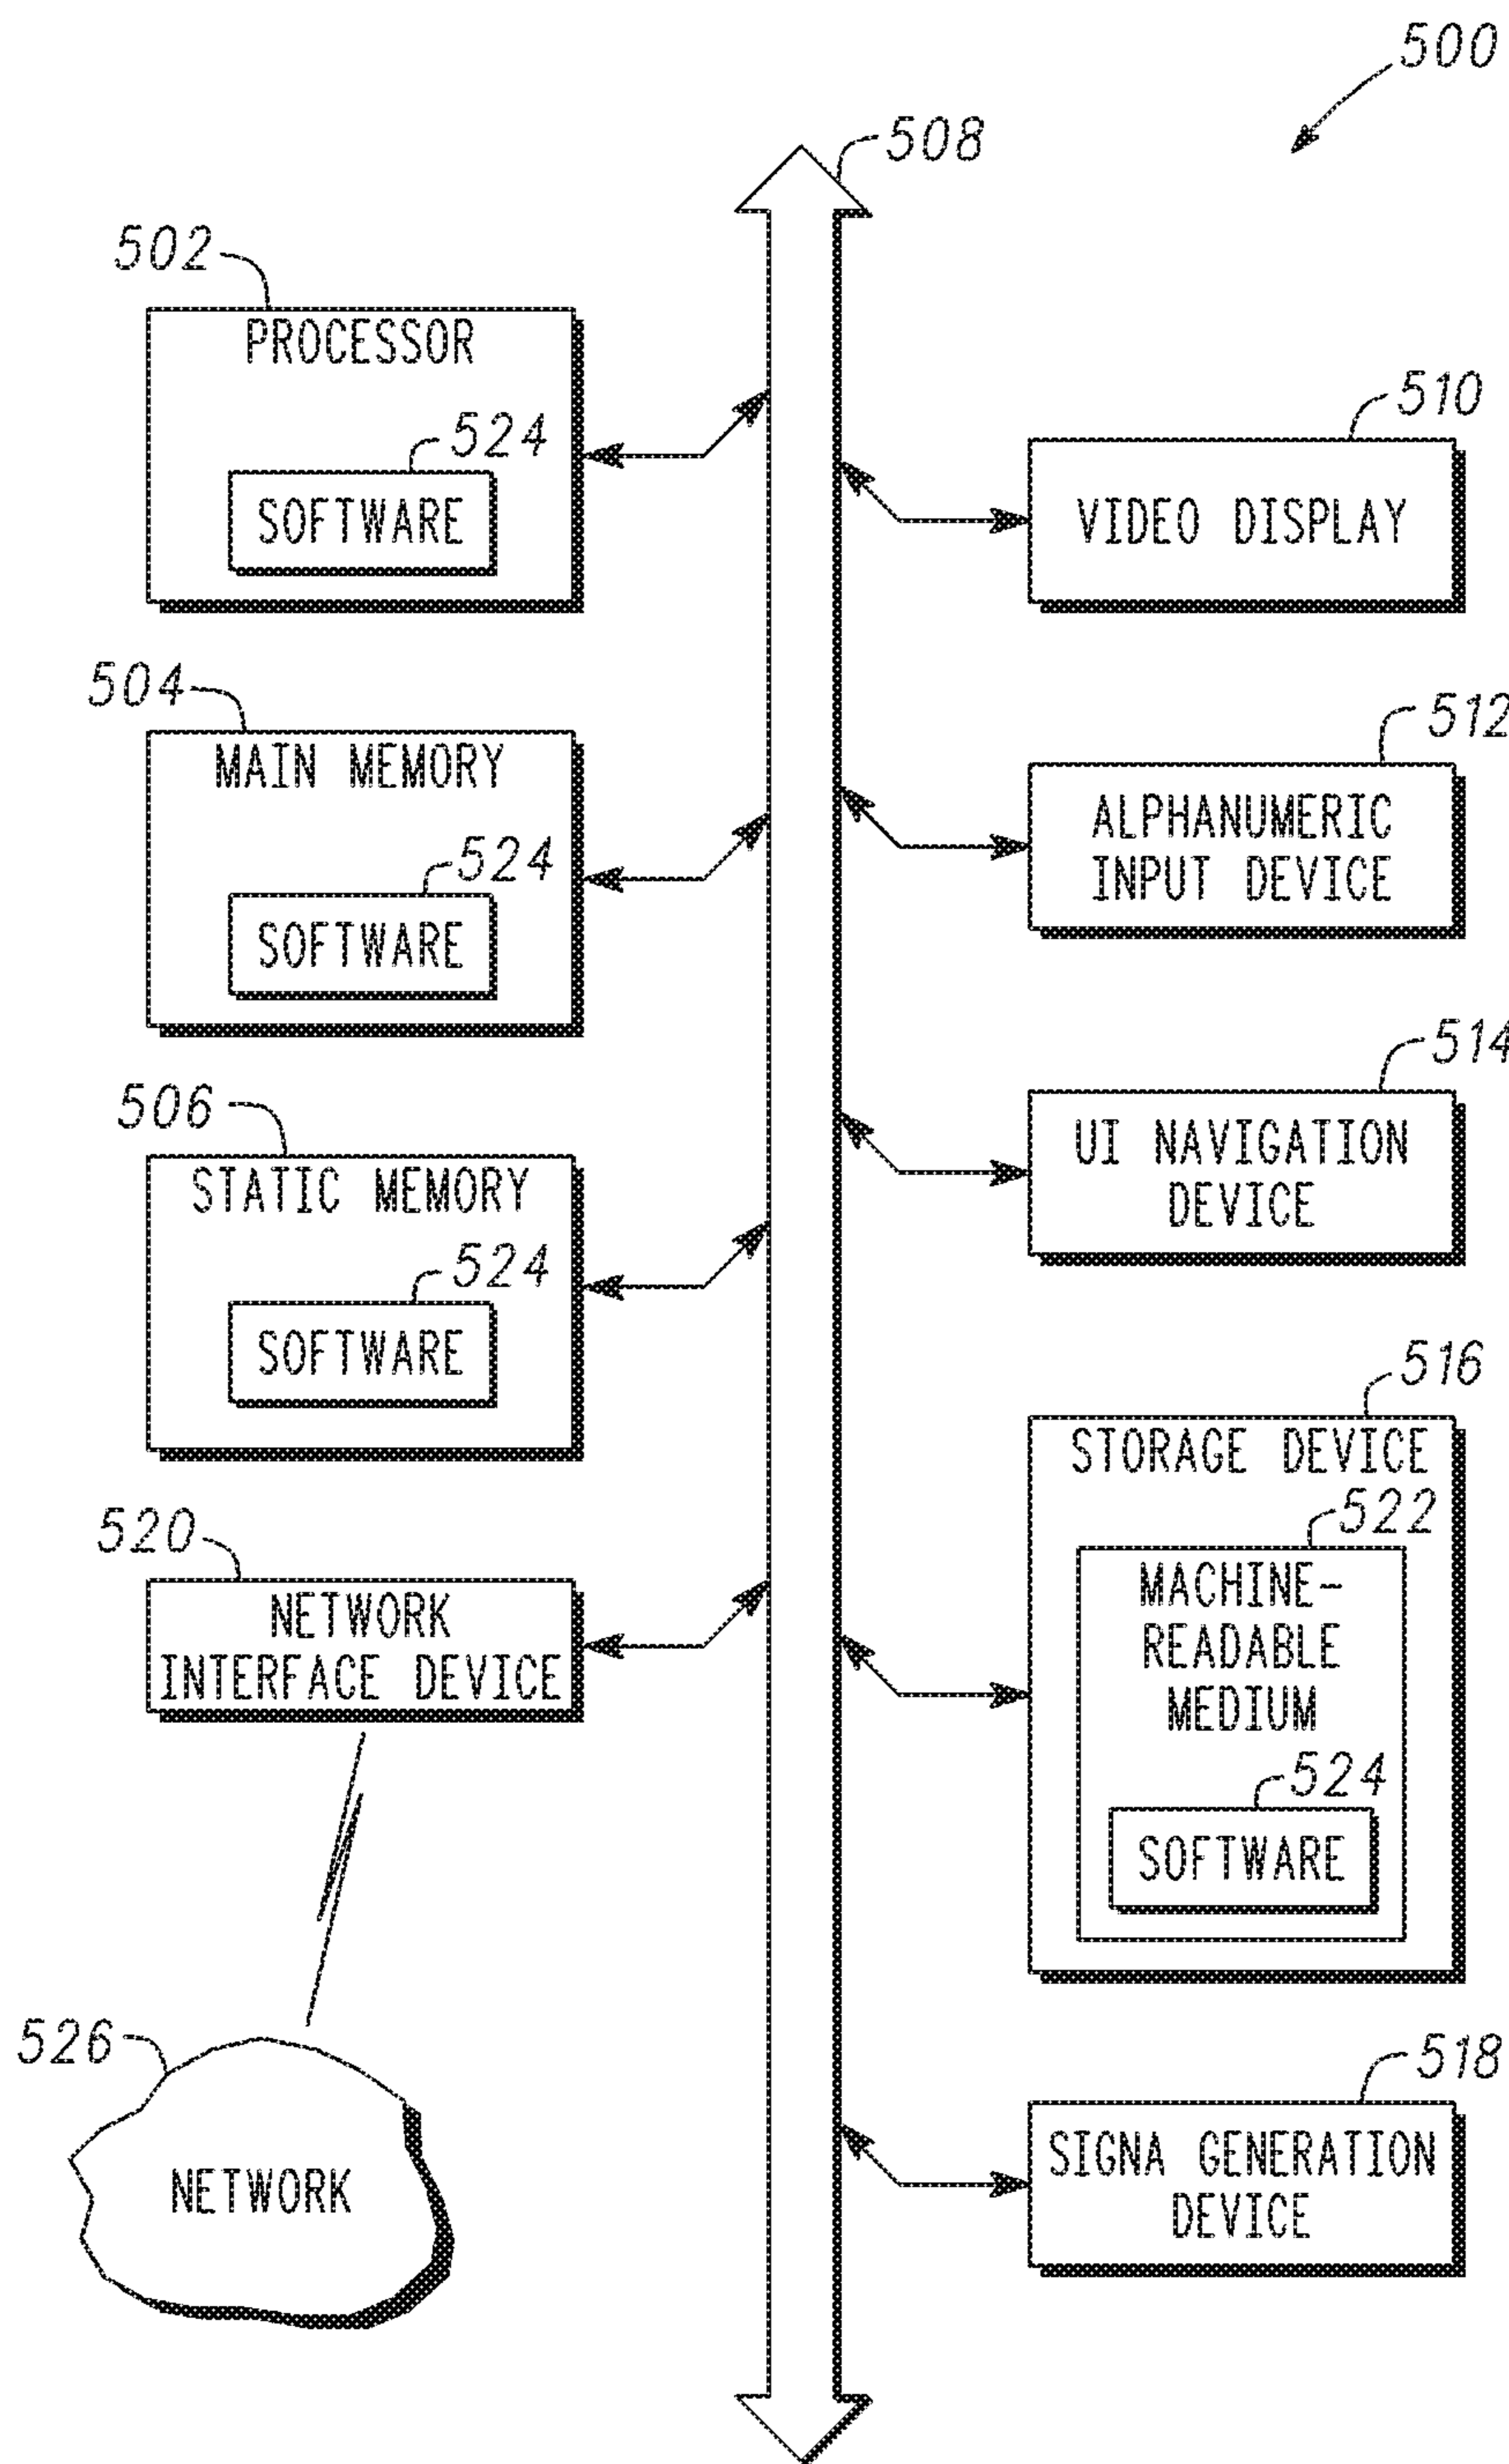 500
508
502
PROCESSOR
524
SOFTWARE
504
MAIN MEMORY
524
SOFTWARE
506
STATIC MEMORY
524
SOFTWARE
520
NETWORK
INTERFACE DEVICE
526
NETWORK
510
VIDEO DISPLAY
512
ALPHANUMERIC
INPUT DEVICE
514
UI NAVIGATION
DEVICE
516
STORAGE DEVICE
522
MACHINE-
READABLE
MEDIUM
524
SOFTWARE
518
SIGNA GENERATION
DEVICE